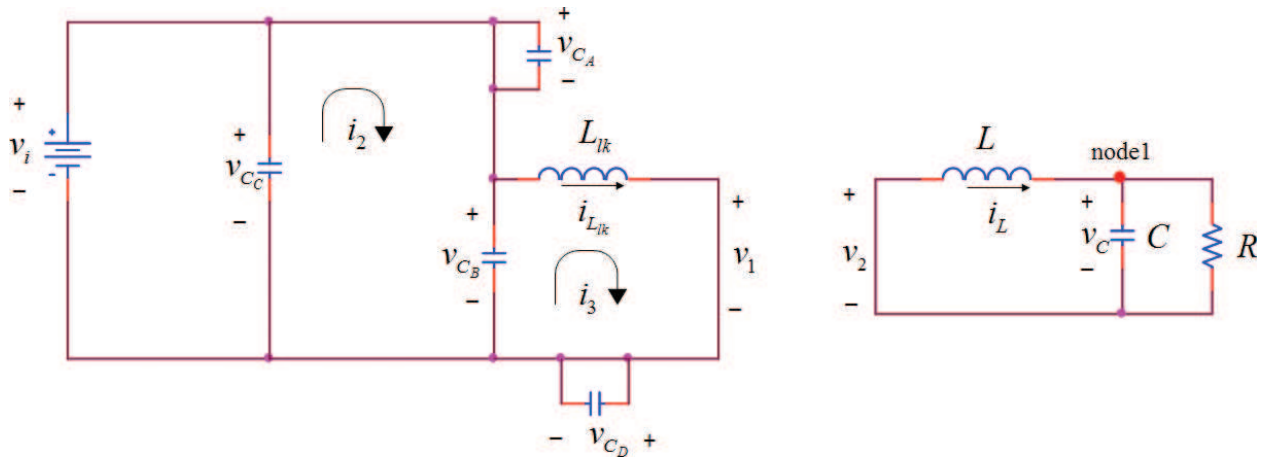 +
v_{C_A}
−
i_2
+
v_i
−
+
-
+
v_{C_C}
−
L_{lk}
i_{L_{lk}}
+
v_{C_B}
−
i_3
+
v_1
−
− v_{C_D} +
L
node1
i_L
+
v_2
−
+
v_C
−
C
R